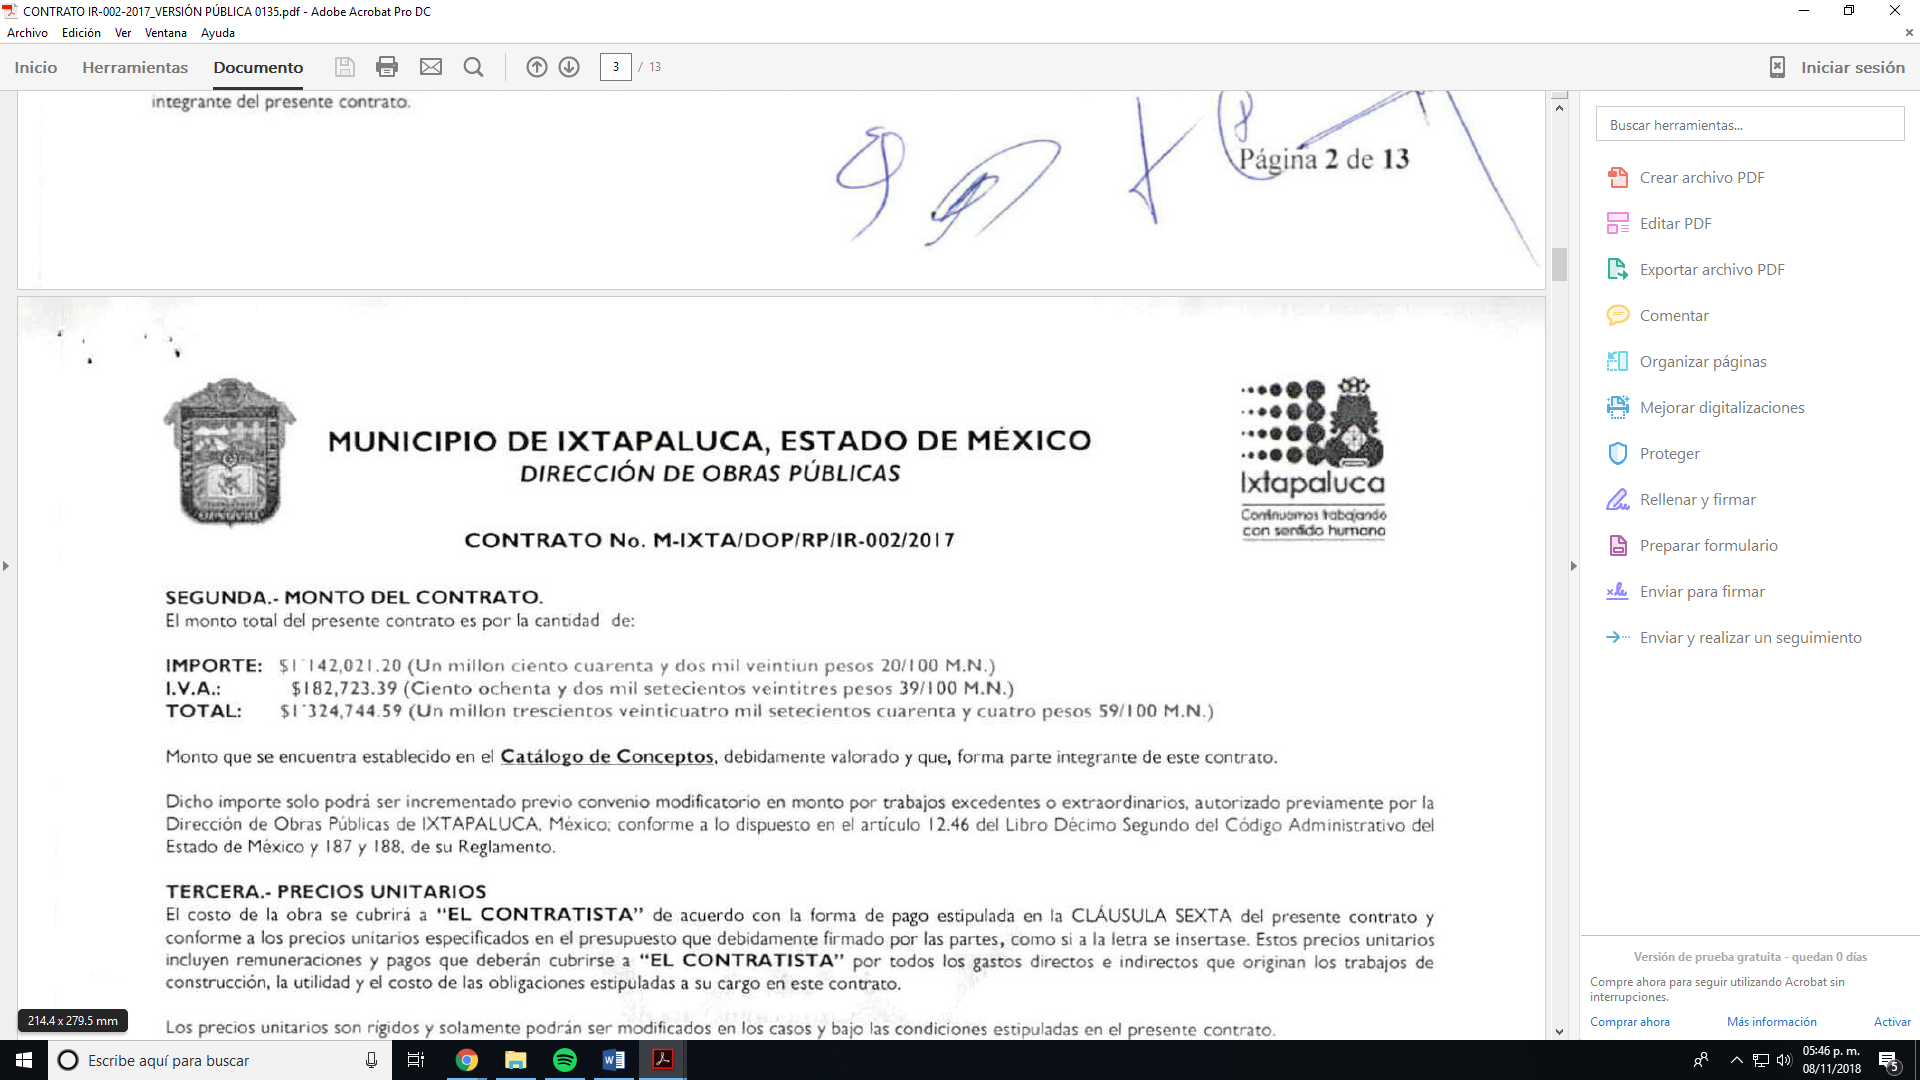 CONTRATO IR-002-2017_VERSIÓN PÚBLICA 0135.pdf - Adobe Acrobat Pro DC
Archivo Edición Ver Ventana Ayuda
Inicio Herramientas Documento 3 / 13 Iniciar sesión
integrante del presente contrato.
Página 2 de 13
MUNICIPIO DE IXTAPALUCA, ESTADO DE MÉXICO
DIRECCIÓN DE OBRAS PÚBLICAS
Ixtapaluca
Continuamos trabajando
con sentido humano
CONTRATO No. M-IXTA/DOP/RP/IR-002/2017
SEGUNDA.- MONTO DEL CONTRATO.
El monto total del presente contrato es por la cantidad de:
IMPORTE: $1´142,021.20 (Un millon ciento cuarenta y dos mil veintiun pesos 20/100 M.N.)
I.V.A.: $182,723.39 (Ciento ochenta y dos mil setecientos veintitres pesos 39/100 M.N.)
TOTAL: $1´324,744.59 (Un millon trescientos veinticuatro mil setecientos cuarenta y cuatro pesos 59/100 M.N.)
Monto que se encuentra establecido en el Catálogo de Conceptos, debidamente valorado y que, forma parte integrante de este contrato.
Dicho importe solo podrá ser incrementado previo convenio modificatorio en monto por trabajos excedentes o extraordinarios, autorizado previamente por la
Dirección de Obras Públicas de IXTAPALUCA, México; conforme a lo dispuesto en el artículo 12.46 del Libro Décimo Segundo del Código Administrativo del
Estado de México y 187 y 188, de su Reglamento.
TERCERA.- PRECIOS UNITARIOS
El costo de la obra se cubrirá a "EL CONTRATISTA" de acuerdo con la forma de pago estipulada en la CLÁUSULA SEXTA del presente contrato y
conforme a los precios unitarios especificados en el presupuesto que debidamente firmado por las partes, como si a la letra se insertase. Estos precios unitarios
incluyen remuneraciones y pagos que deberán cubrirse a "EL CONTRATISTA" por todos los gastos directos e indirectos que originan los trabajos de
construcción, la utilidad y el costo de las obligaciones estipuladas a su cargo en este contrato.
Los precios unitarios son rígidos y solamente podrán ser modificados en los casos y bajo las condiciones estipuladas en el presente contrato.
214.4 x 279.5 mm
Buscar herramientas...
Crear archivo PDF
Editar PDF
Exportar archivo PDF
Comentar
Organizar páginas
Mejorar digitalizaciones
Proteger
Rellenar y firmar
Preparar formulario
Enviar para firmar
Enviar y realizar un seguimiento
Versión de prueba gratuita - quedan 0 días
Compre ahora para seguir utilizando Acrobat sin
interrupciones.
Comprar ahora Más información Activar
Escribe aquí para buscar
05:46 p. m.
08/11/2018
5